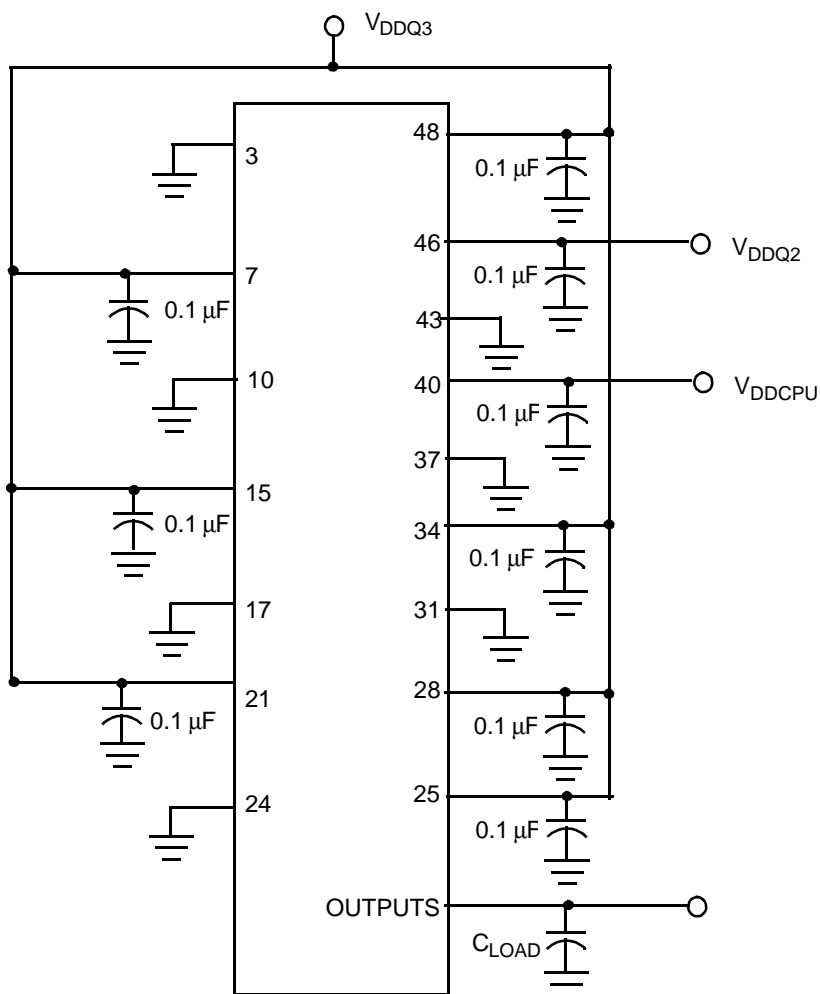 VDDQ3
3
48
0.1 µF
46
VDDQ2
7
0.1 µF
0.1 µF
43
10
40
VDDCPU
0.1 µF
37
15
0.1 µF
34
0.1 µF
17
31
21
28
0.1 µF
0.1 µF
24
25
0.1 µF
OUTPUTS
CLOAD